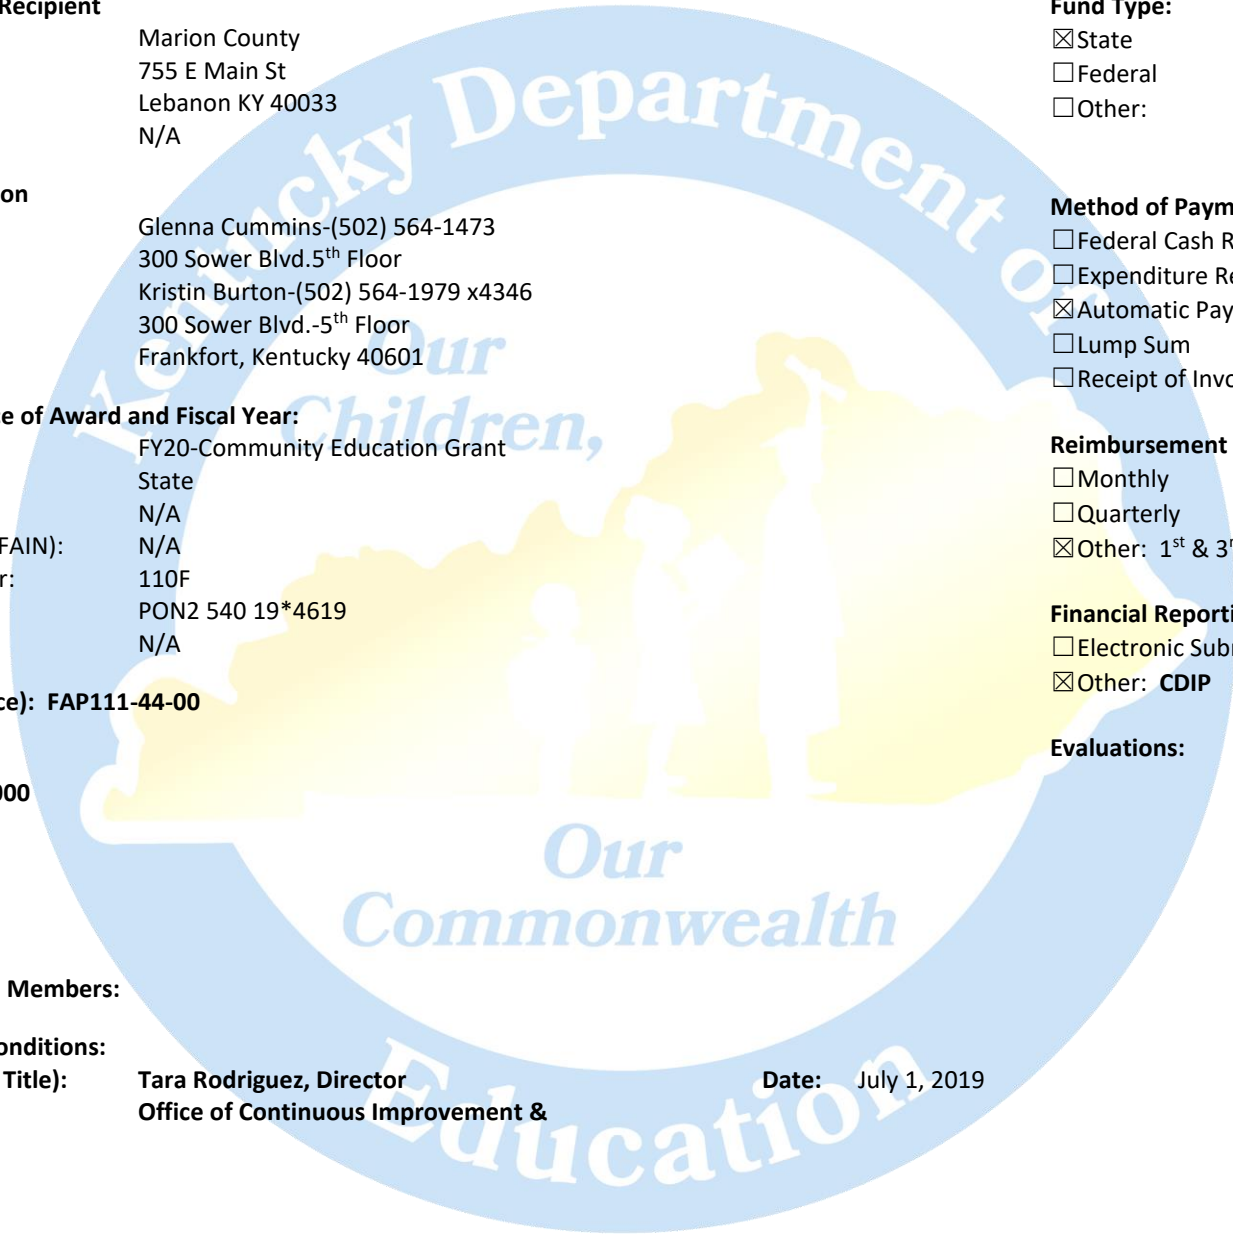 Recipient
Marion County
755 E Main St
Lebanon KY 40033
N/A
on
Glenna Cummins-(502) 564-1473
300 Sower Blvd.5th Floor
Kristin Burton-(502) 564-1979 x4346
300 Sower Blvd.-5th Floor
Frankfort, Kentucky 40601
ce of Award and Fiscal Year:
FY20-Community Education Grant
State
N/A
FAIN): N/A
r: 110F
PON2 540 19*4619
N/A
ce): FAP111-44-00
000
Members:
onditions:
Title): Tara Rodriguez, Director
Office of Continuous Improvement &
Date: July 1, 2019
Fund Type:
☒State
☐Federal
☐Other:
Method of Paym
☐Federal Cash R
☐Expenditure Re
☒Automatic Pay
☐Lump Sum
☐Receipt of Invo
Reimbursement
☐Monthly
☐Quarterly
☒Other: 1st & 3r
Financial Reporti
☐Electronic Subm
☒Other: CDIP
Evaluations:
Kentucky Department of
Education
Our
Children,
Our
Commonwealth